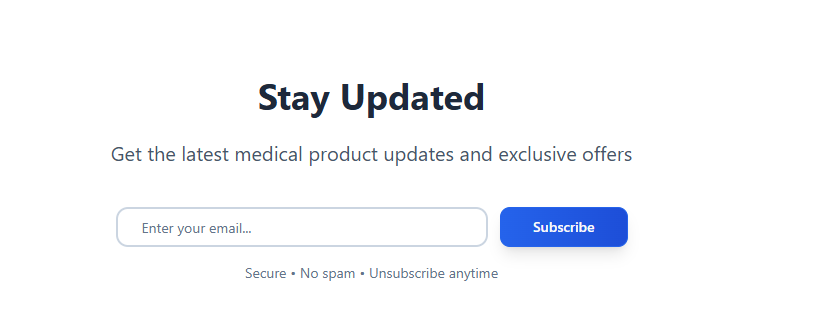 Stay Updated
Get the latest medical product updates and exclusive offers
Enter your email... Subscribe
Secure • No spam • Unsubscribe anytime